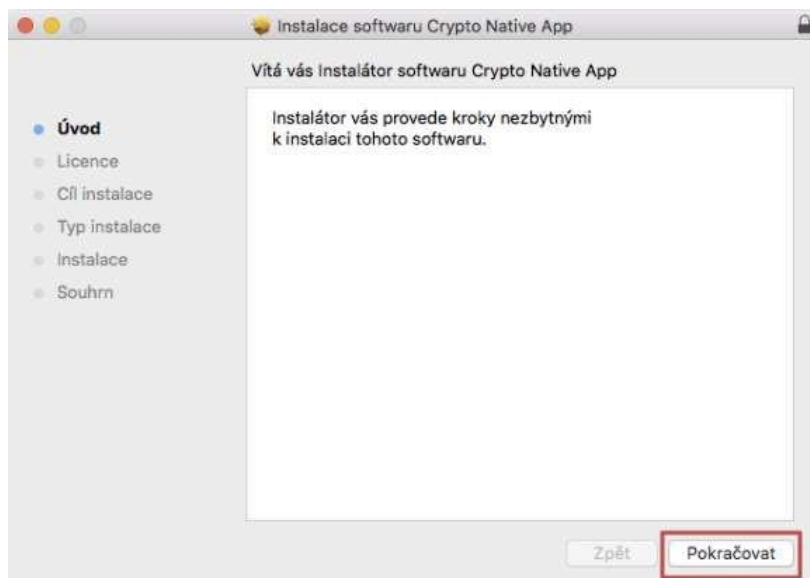 Instalace softwaru Crypto Native App
Vítá vás Instalátor softwaru Crypto Native App
Úvod
Licence
Cíl instalace
Typ instalace
Instalace
Souhrn
Instalátor vás provede kroky nezbytnými
k instalaci tohoto softwaru.
Zpět
Pokračovat